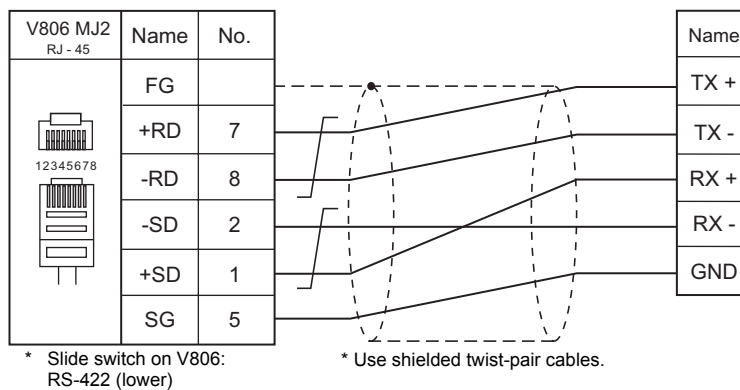 V806 MJ2 Name No. Name
RJ - 45
FG TX +
+RD 7 TX -
12345678
-RD 8 RX +
-SD 2 RX -
+SD 1 GND
SG 5
* Slide switch on V806: * Use shielded twist-pair cables.
RS-422 (lower)